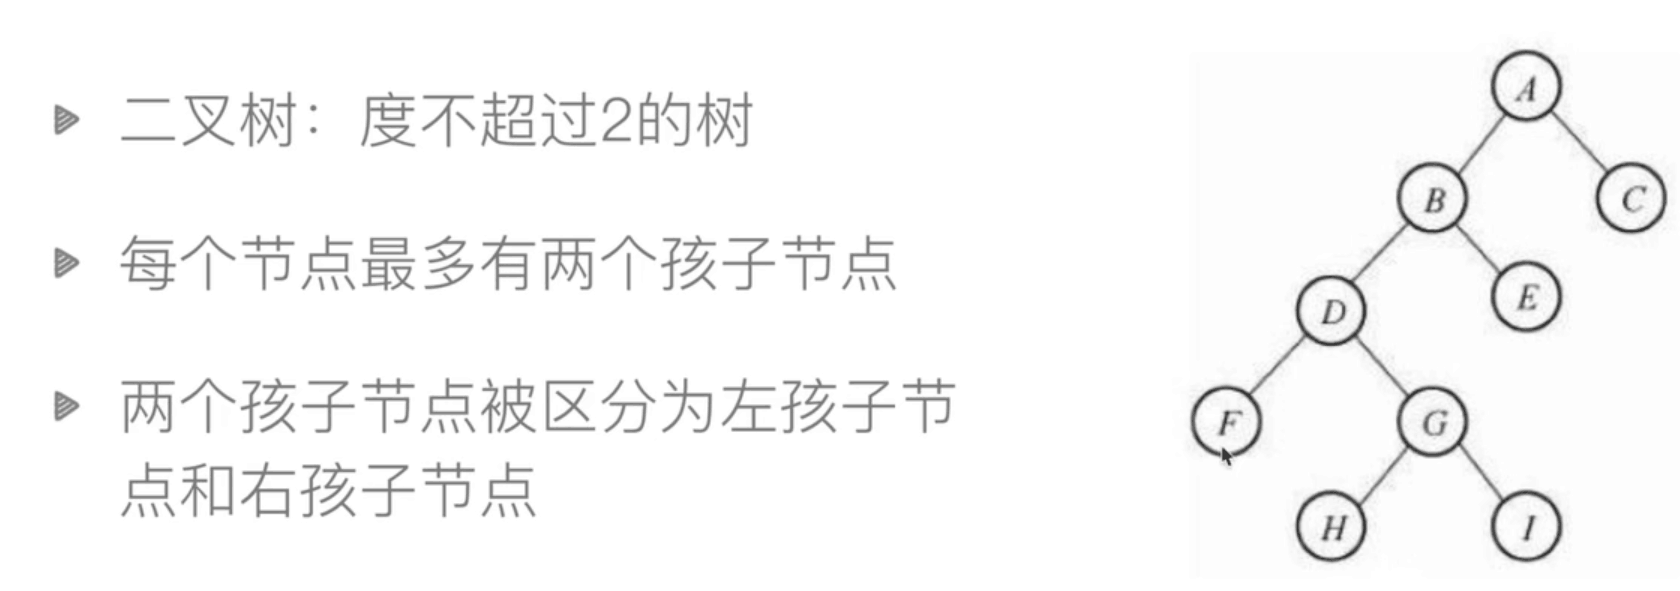 二叉树：度不超过2的树
每个节点最多有两个孩子节点
两个孩子节点被区分为左孩子节
点和右孩子节点
A
B
C
D
E
F
G
H
I